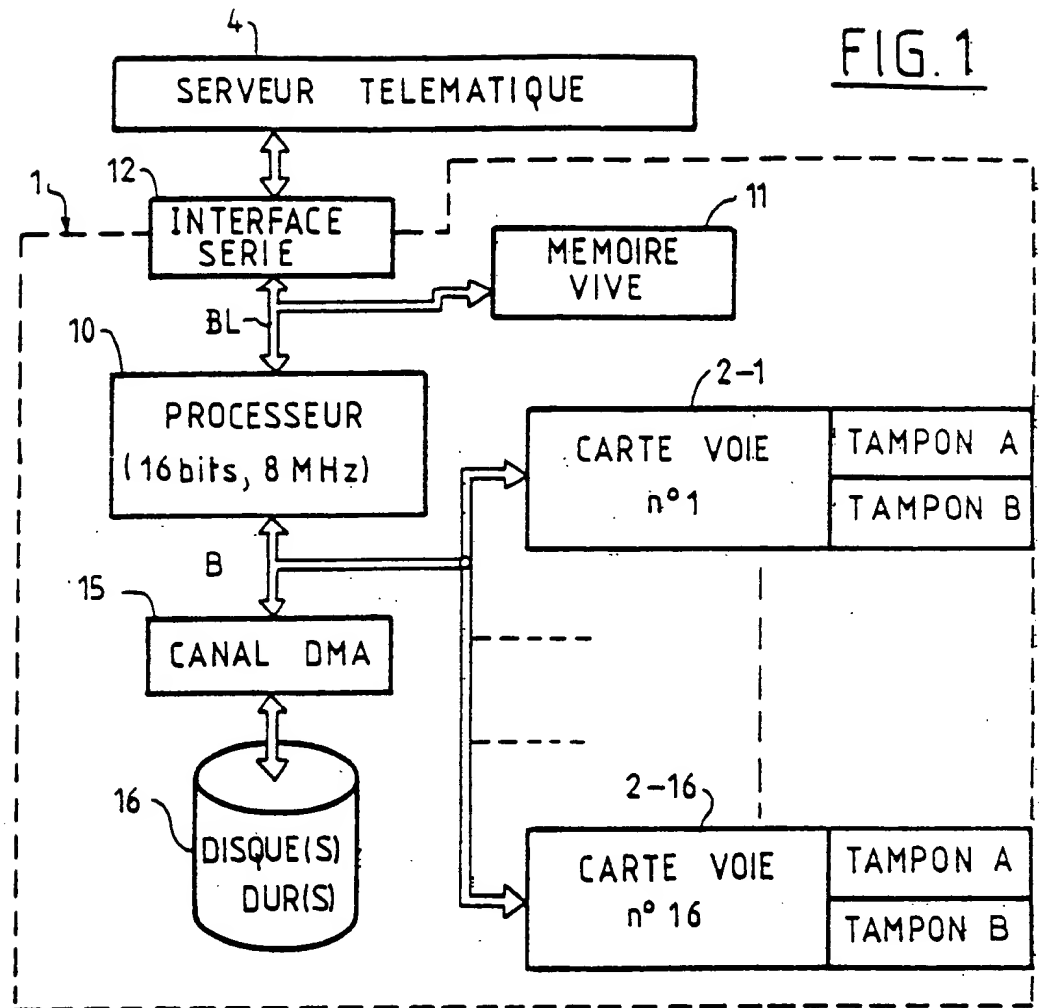 4
FIG. 1
SERVEUR TELEMATIQUE
12
1
INTERFACE
SERIE
11
MEMOIRE
VIVE
BL
10
PROCESSEUR
(16 bits, 8 MHz)
2-1
CARTE VOIE
n° 1
TAMPON A
TAMPON B
B
15
CANAL DMA
16
DISQUE(S)
DUR(S)
2-16
CARTE VOIE
n° 16
TAMPON A
TAMPON B